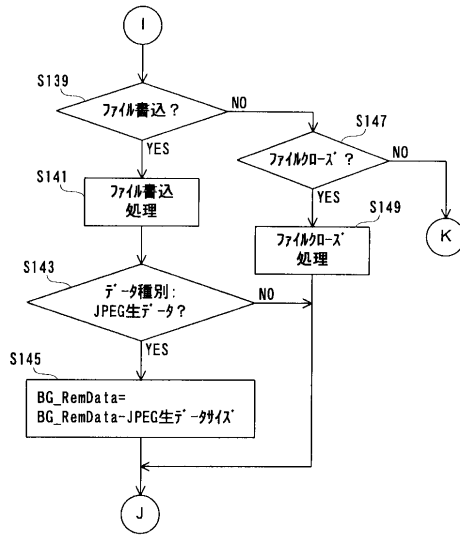 I
S139
ファイル書込？
NO
S147
YES
ファイルクローズ？
NO
S141
YES
ファイル書込
処理
S149
K
ファイルクローズ
処理
S143
データ種別：
JPEG生データ？
NO
YES
S145
BG_RemData=
BG_RemData-JPEG生データサイズ
J